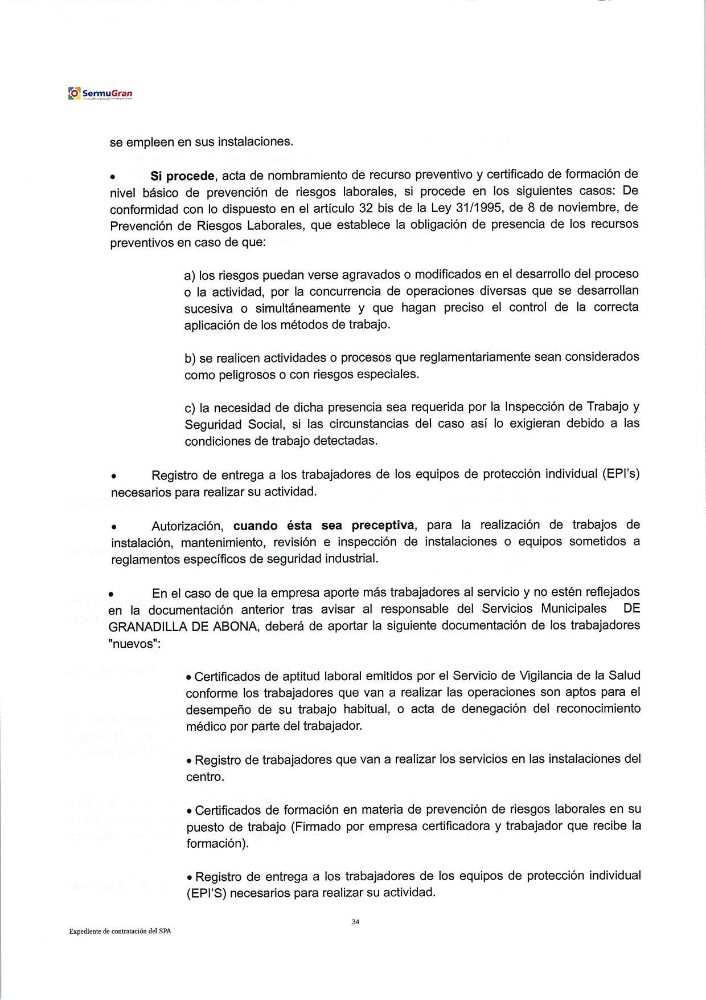 SermuGran
se empleen en sus instalaciones.
• Si procede, acta de nombramiento de recurso preventivo y certificado de formación de
nivel básico de prevención de riesgos laborales, si procede en los siguientes casos: De
conformidad con lo dispuesto en el artículo 32 bis de la Ley 31/1995, de 8 de noviembre, de
Prevención de Riesgos Laborales, que establece la obligación de presencia de los recursos
preventivos en caso de que:
a) los riesgos puedan verse agravados o modificados en el desarrollo del proceso
o la actividad, por la concurrencia de operaciones diversas que se desarrollan
sucesiva o simultáneamente y que hagan preciso el control de la correcta
aplicación de los métodos de trabajo.
b) se realicen actividades o procesos que reglamentariamente sean considerados
como peligrosos o con riesgos especiales.
c) la necesidad de dicha presencia sea requerida por la Inspección de Trabajo y
Seguridad Social, si las circunstancias del caso así lo exigieran debido a las
condiciones de trabajo detectadas.
• Registro de entrega a los trabajadores de los equipos de protección individual (EPI's)
necesarios para realizar su actividad.
• Autorización, cuando ésta sea preceptiva, para la realización de trabajos de
instalación, mantenimiento, revisión e inspección de instalaciones o equipos sometidos a
reglamentos específicos de seguridad industrial.
• En el caso de que la empresa aporte más trabajadores al servicio y no estén reflejados
en la documentación anterior tras avisar al responsable del Servicios Municipales DE
GRANADILLA DE ABONA, deberá de aportar la siguiente documentación de los trabajadores
"nuevos":
• Certificados de aptitud laboral emitidos por el Servicio de Vigilancia de la Salud
conforme los trabajadores que van a realizar las operaciones son aptos para el
desempeño de su trabajo habitual, o acta de denegación del reconocimiento
médico por parte del trabajador.
• Registro de trabajadores que van a realizar los servicios en las instalaciones del
centro.
• Certificados de formación en materia de prevención de riesgos laborales en su
puesto de trabajo (Firmado por empresa certificadora y trabajador que recibe la
formación).
• Registro de entrega a los trabajadores de los equipos de protección individual
(EPI'S) necesarios para realizar su actividad.
34
Expediente de contratación del SPA